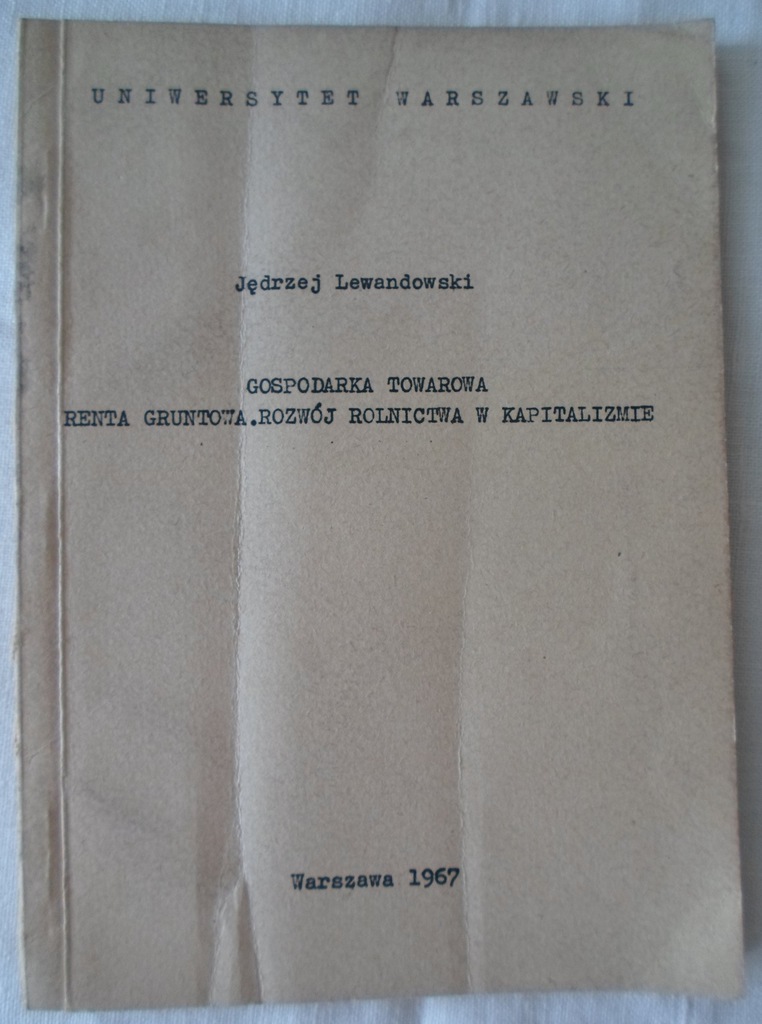 UNIWERSYTET WARSZAWSKI
Jędrzej Lewandowski
GOSPODARKA TOWAROWA
RENTA GRUNTOWA.ROZWÓJ ROLNICTWA W KAPITALIZMIE
Warszawa 1967